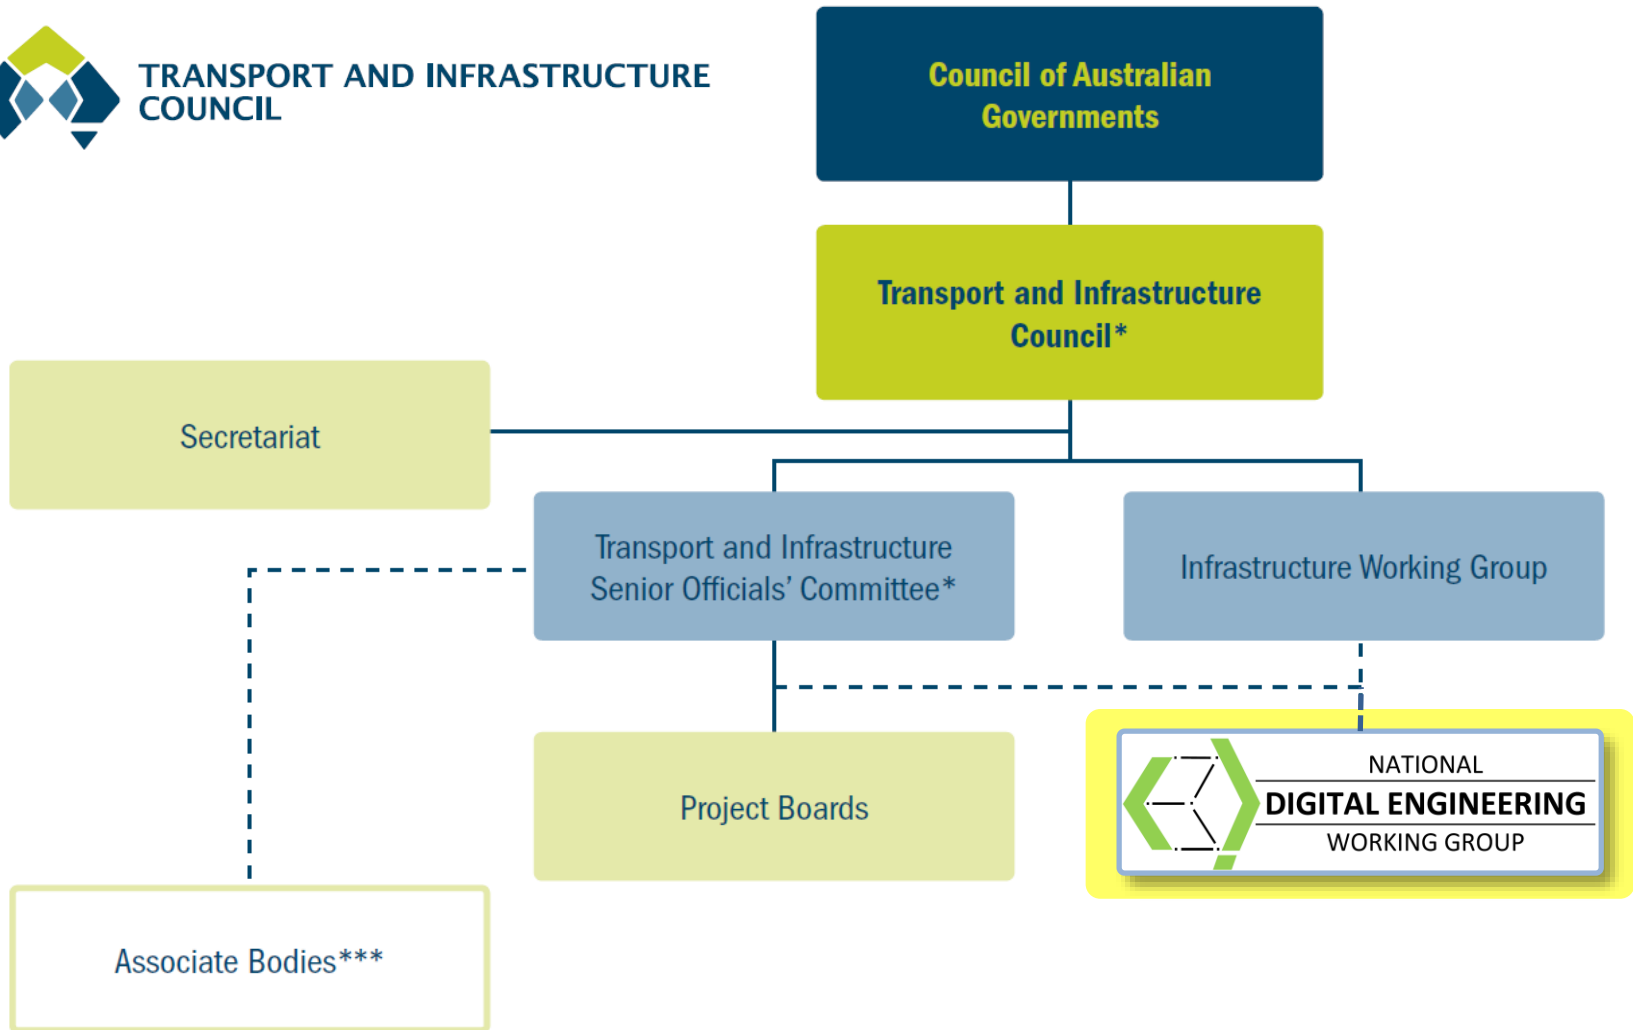 TRANSPORT AND INFRASTRUCTURE
COUNCIL
Council of Australian
Governments
Transport and Infrastructure
Council*
Secretariat
Transport and Infrastructure
Senior Officials’ Committee*
Infrastructure Working Group
Project Boards
NATIONAL
DIGITAL ENGINEERING
WORKING GROUP
Associate Bodies***